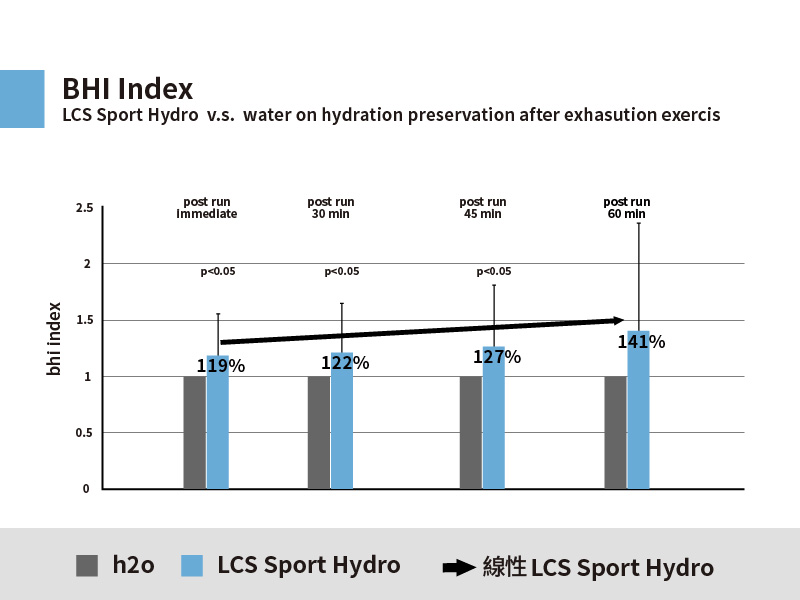 BHI Index
LCS Sport Hydro v.s. water on hydration preservation after exhasution exercis
post run
immediate
post run
30 min
post run
45 min
post run
60 min
p<0.05
p<0.05
p<0.05
2.5
2
1.5
1
0.5
0
bhi index
119%
122%
127%
141%
h2o
LCS Sport Hydro
線性 LCS Sport Hydro